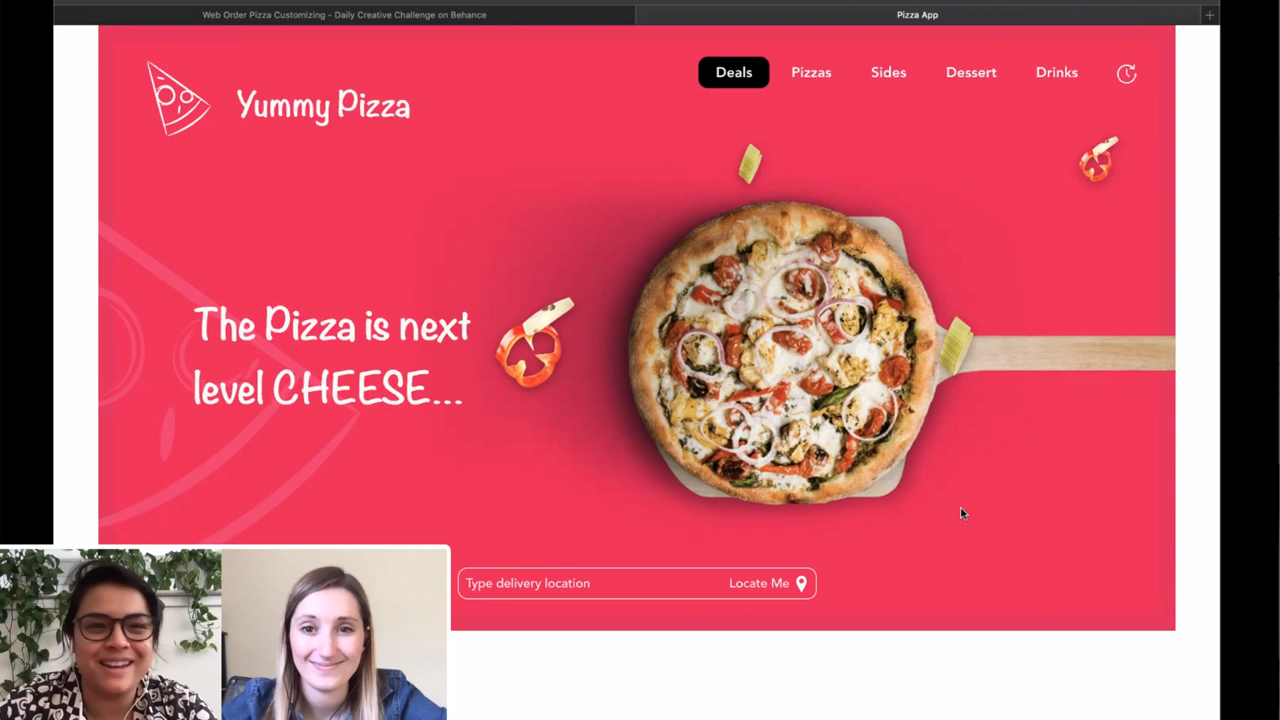 Web Order Pizza Customizing - Daily Creative Challenge on Behance
Pizza App
Yummy Pizza
Deals
Pizzas
Sides
Dessert
Drinks
The Pizza is next
level CHEESE...
Type delivery location
Locate Me